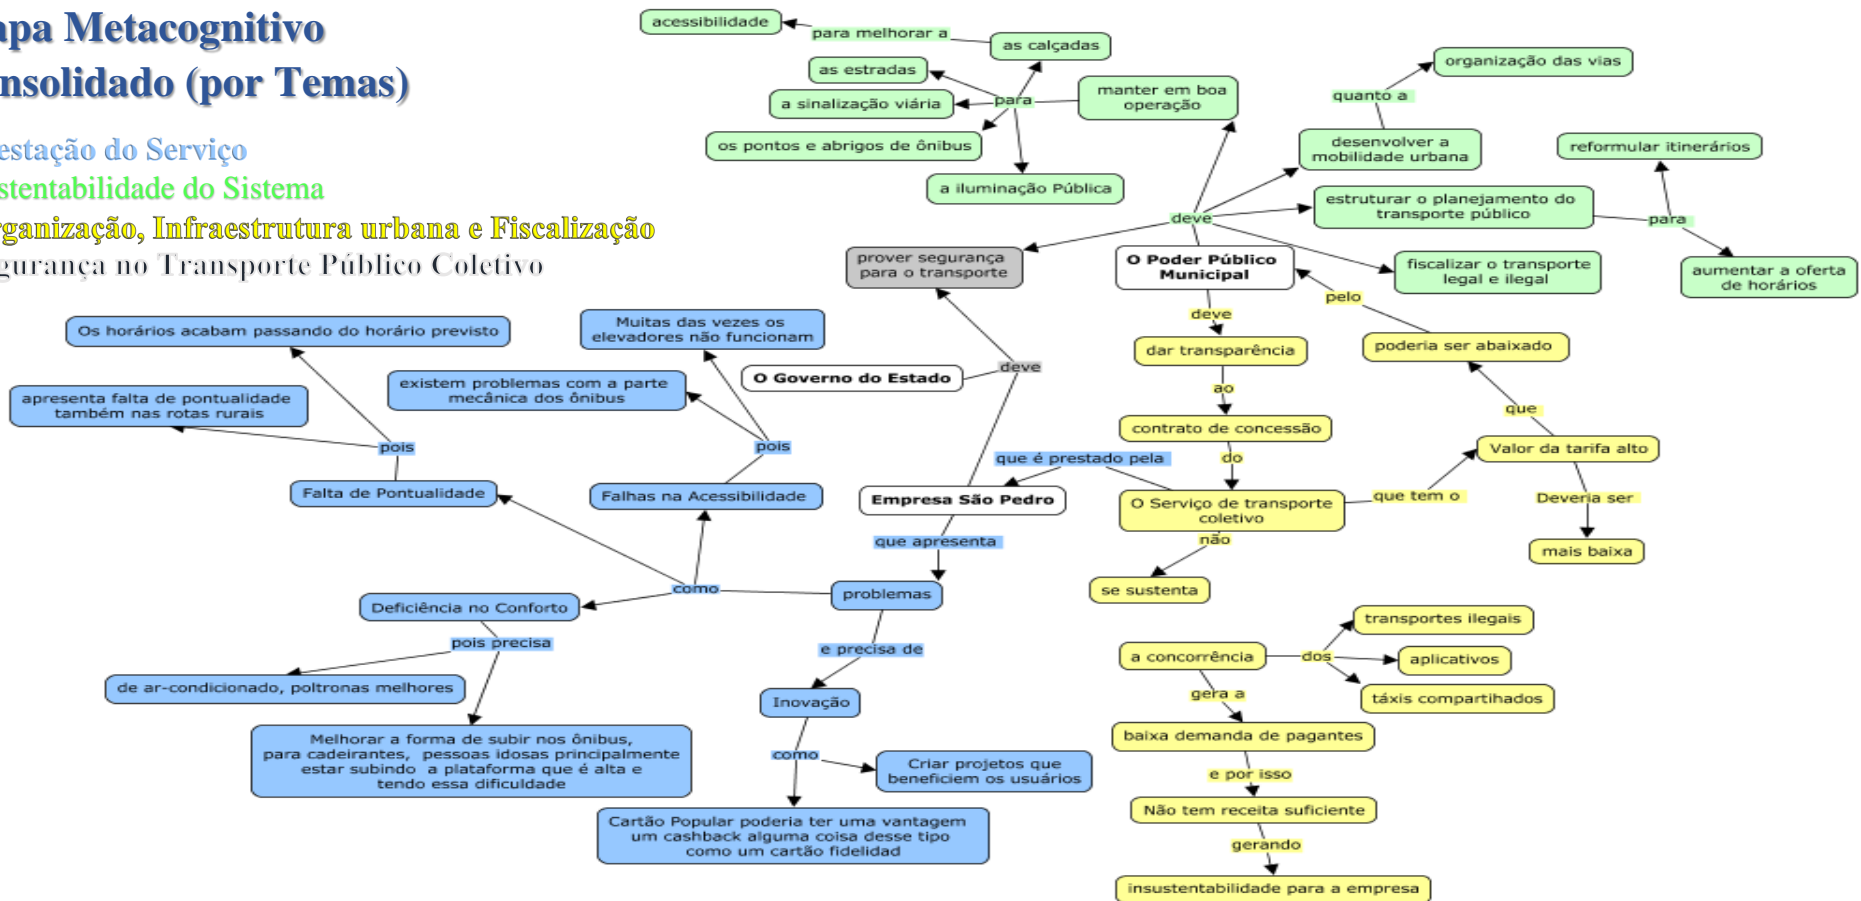 apa Metacognitivo
nsolidado (por Temas)
estação do Serviço
stentabilidade do Sistema
ganização, Infraestrutura urbana e Fiscalização
gurança no Transporte Público Coletivo
acessibilidade
para melhorar a
as calçadas
as estradas
a sinalização viária
para
manter em boa
operação
os pontos e abrigos de ônibus
a iluminação Pública
organização das vias
quanto a
desenvolver a
mobilidade urbana
reformular itinerários
estruturar o planejamento do
transporte público
para
deve
prover segurança
para o transporte
O Poder Público
Municipal
fiscalizar o transporte
legal e ilegal
aumentar a oferta
de horários
pelo
deve
Os horários acabam passando do horário previsto
Muitas das vezes os
elevadores não funcionam
dar transparência
poderia ser abaixado
O Governo do Estado
deve
existem problemas com a parte
mecânica dos ônibus
apresenta falta de pontualidade
também nas rotas rurais
ao
que
contrato de concessão
pois
pois
que é prestado pela
do
Valor da tarifa alto
Falta de Pontualidade
Falhas na Acessibilidade
Empresa São Pedro
O Serviço de transporte
coletivo
que tem o
Deveria ser
que apresenta
não
mais baixa
como
problemas
se sustenta
Deficiência no Conforto
transportes ilegais
pois precisa
e precisa de
a concorrência
dos
aplicativos
de ar-condicionado, poltronas melhores
Inovação
gera a
táxis compartihados
Melhorar a forma de subir nos ônibus,
para cadeirantes, pessoas idosas principalmente
estar subindo a plataforma que é alta e
tendo essa dificuldade
como
Criar projetos que
beneficiem os usuários
baixa demanda de pagantes
e por isso
Cartão Popular poderia ter uma vantagem
um cashback alguma coisa desse tipo
como um cartão fidelidad
Não tem receita suficiente
gerando
insustentabilidade para a empresa